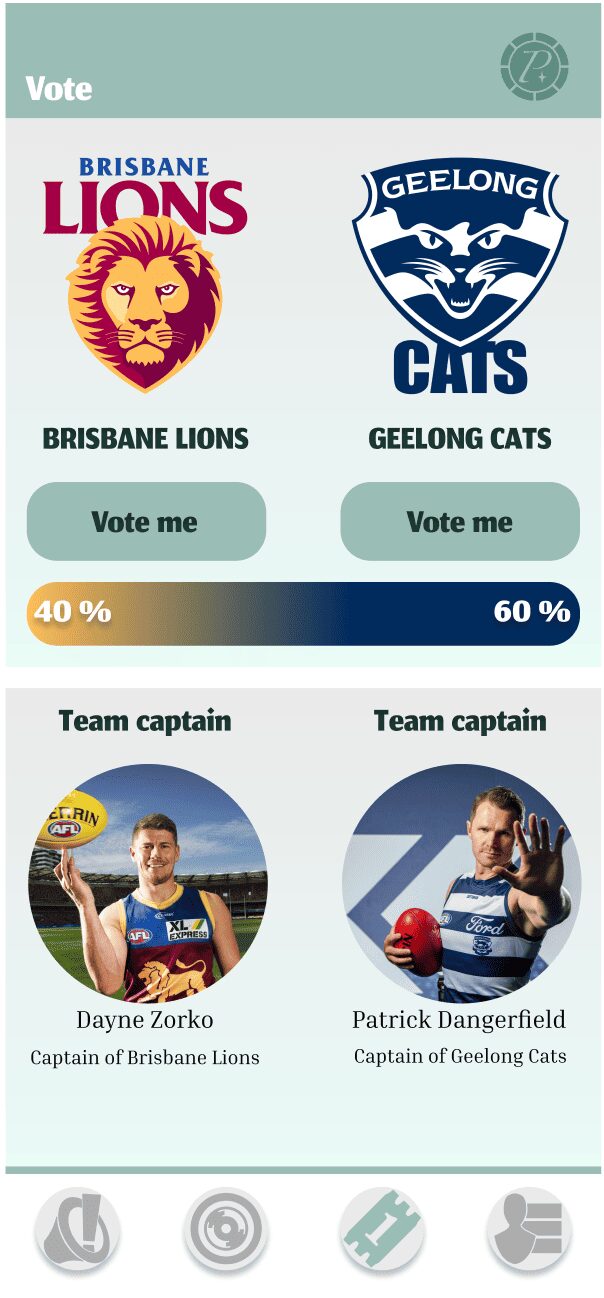 Vote
P
BRISBANE
LIONS
GEELONG
CATS
BRISBANE LIONS
GEELONG CATS
Vote me
Vote me
40 %
60 %
Team captain
Team captain
AFL
AFL
XL
EXPRESS
Ford
Dayne Zorko
Patrick Dangerfield
Captain of Brisbane Lions
Captain of Geelong Cats